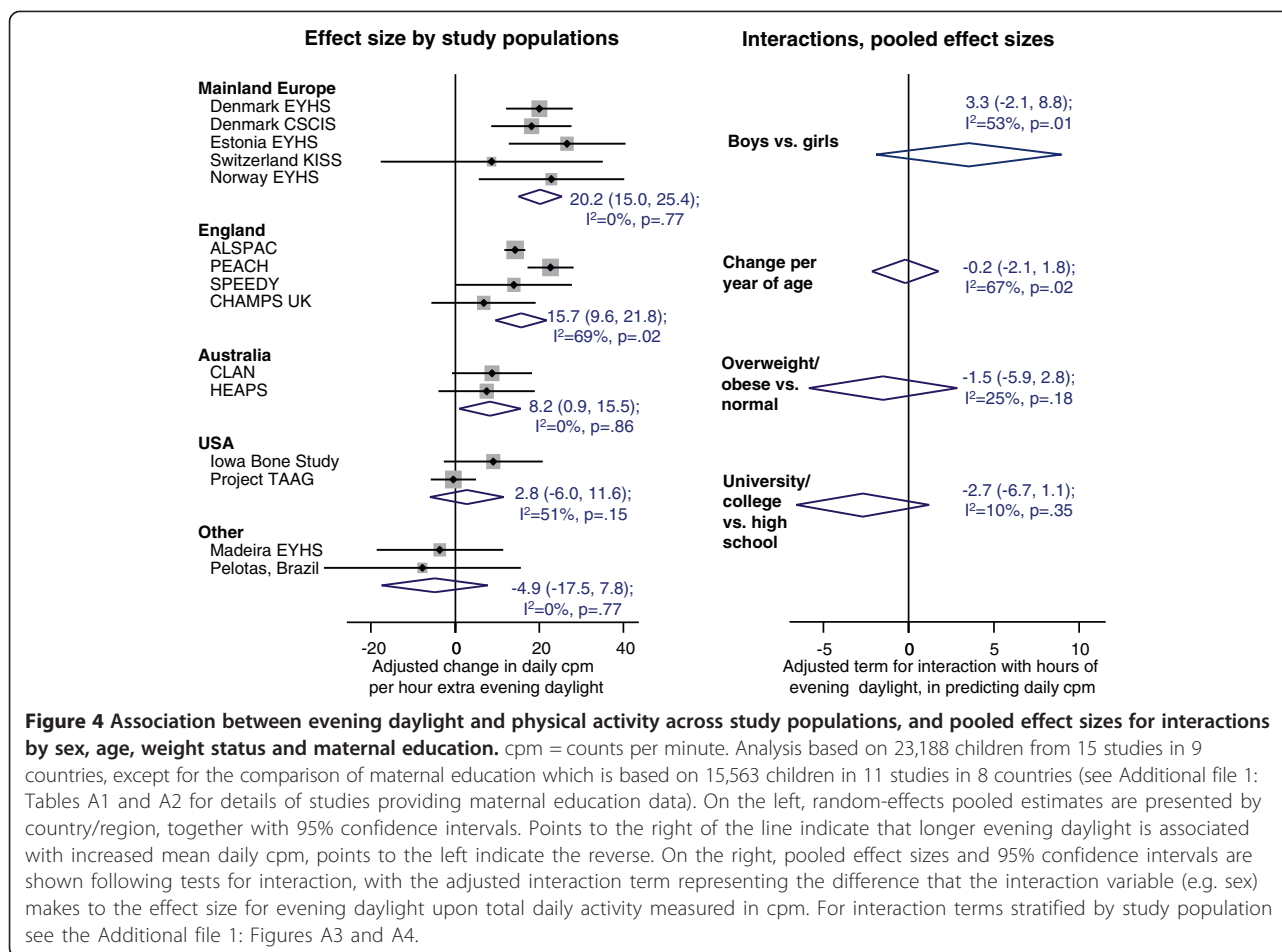 Effect size by study populations
Mainland Europe
Denmark EYHS
Denmark CSCIS
Estonia EYHS
Switzerland KISS
Norway EYHS
20.2 (15.0, 25.4);
I²=0%, p=.77
England
ALSPAC
PEACH
SPEEDY
CHAMPS UK
15.7 (9.6, 21.8);
I²=69%, p=.02
Australia
CLAN
HEAPS
8.2 (0.9, 15.5);
I²=0%, p=.86
USA
Iowa Bone Study
Project TAAG
2.8 (-6.0, 11.6);
I²=51%, p=.15
Other
Madeira EYHS
Pelotas, Brazil
-4.9 (-17.5, 7.8);
I²=0%, p=.77
-20 0 20 40
Adjusted change in daily cpm
per hour extra evening daylight
Interactions, pooled effect sizes
3.3 (-2.1, 8.8);
I²=53%, p=.01
Boys vs. girls
Change per
year of age
-0.2 (-2.1, 1.8);
I²=67%, p=.02
Overweight/
obese vs.
normal
-1.5 (-5.9, 2.8);
I²=25%, p=.18
University/
college
vs. high
school
-2.7 (-6.7, 1.1);
I²=10%, p=.35
-5 0 5 10
Adjusted term for interaction with hours of
evening daylight, in predicting daily cpm
Figure 4 Association between evening daylight and physical activity across study populations, and pooled effect sizes for interactions
by sex, age, weight status and maternal education. cpm = counts per minute. Analysis based on 23,188 children from 15 studies in 9
countries, except for the comparison of maternal education which is based on 15,563 children in 11 studies in 8 countries (see Additional file 1:
Tables A1 and A2 for details of studies providing maternal education data). On the left, random-effects pooled estimates are presented by
country/region, together with 95% confidence intervals. Points to the right of the line indicate that longer evening daylight is associated
with increased mean daily cpm, points to the left indicate the reverse. On the right, pooled effect sizes and 95% confidence intervals are
shown following tests for interaction, with the adjusted interaction term representing the difference that the interaction variable (e.g. sex)
makes to the effect size for evening daylight upon total daily activity measured in cpm. For interaction terms stratified by study population
see the Additional file 1: Figures A3 and A4.